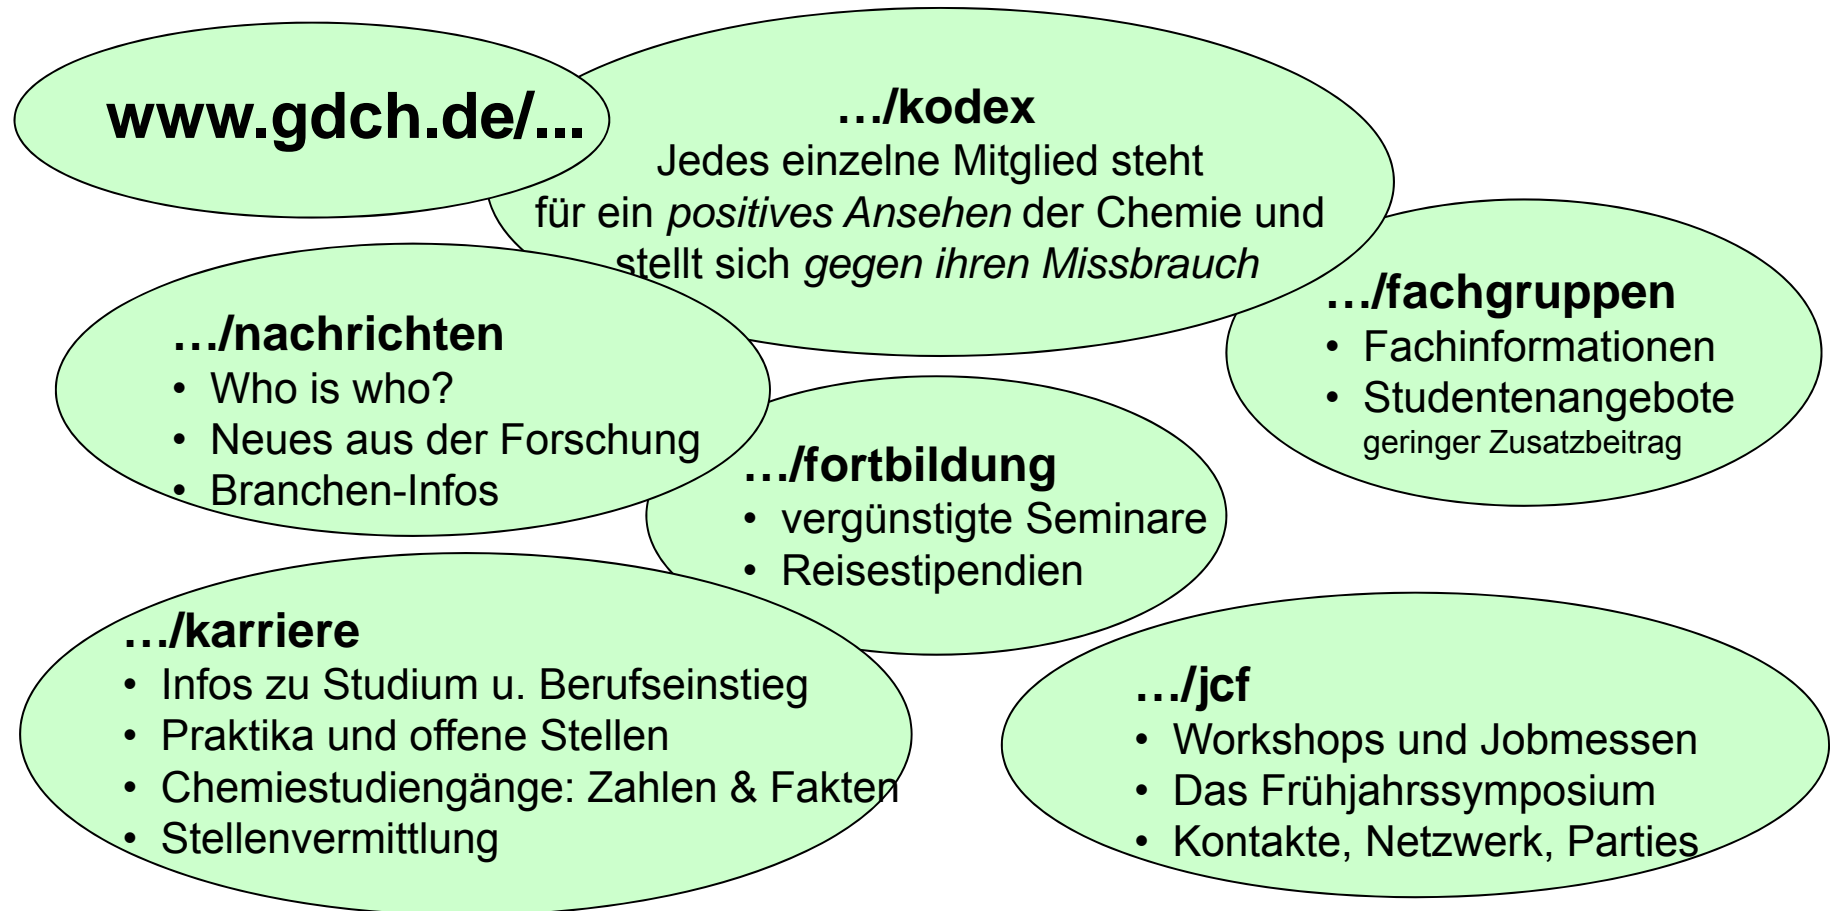 www.gdch.de/...
…/kodex
Jedes einzelne Mitglied steht
für ein positives Ansehen der Chemie und
stellt sich gegen ihren Missbrauch
…/nachrichten
• Who is who?
• Neues aus der Forschung
• Branchen-Infos
…/fachgruppen
• Fachinformationen
• Studentenangebote
geringer Zusatzbeitrag
…/fortbildung
• vergünstigte Seminare
• Reisestipendien
…/karriere
• Infos zu Studium u. Berufseinstieg
• Praktika und offene Stellen
• Chemiestudiengänge: Zahlen & Fakten
• Stellenvermittlung
…/jcf
• Workshops und Jobmessen
• Das Frühjahrssymposium
• Kontakte, Netzwerk, Parties